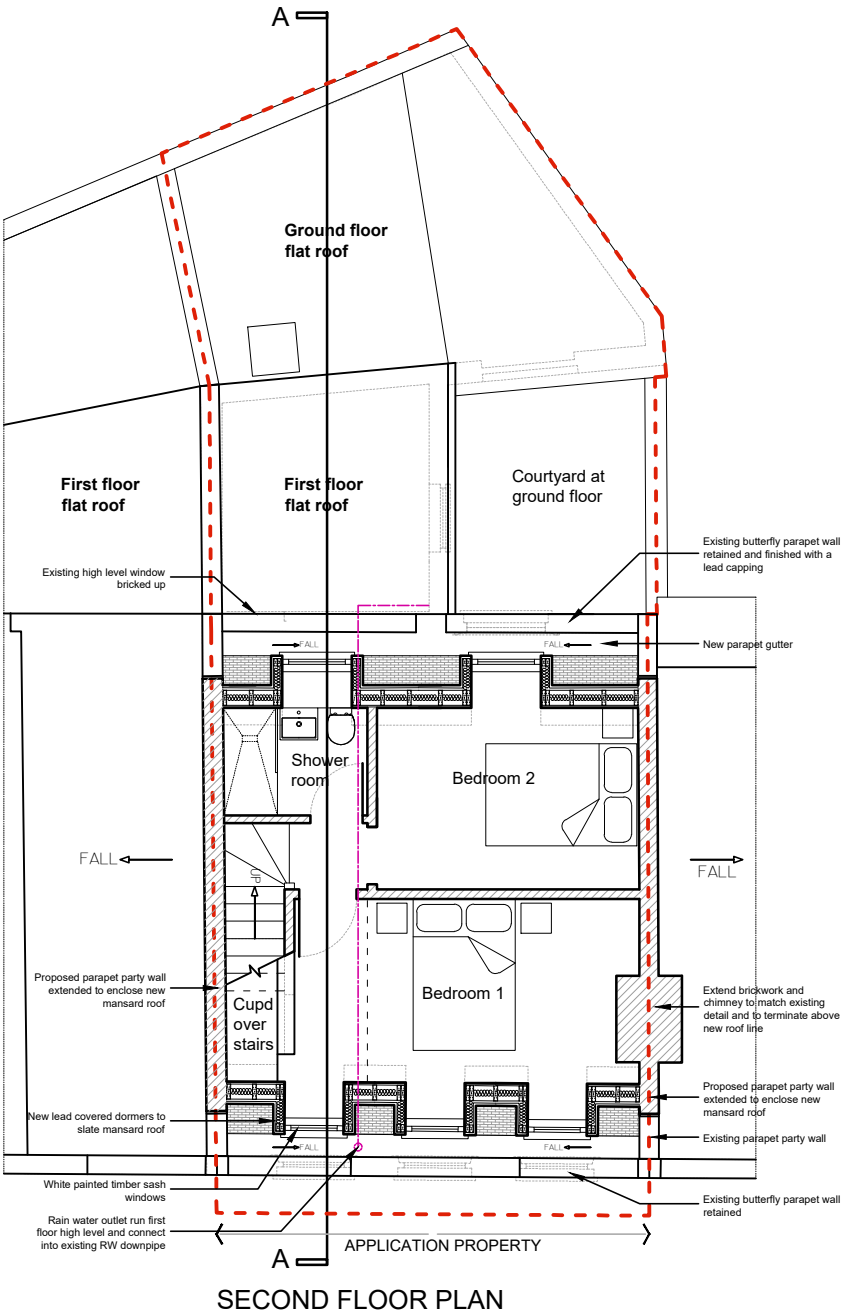 A
Ground floor
flat roof
First floor
flat roof
First floor
flat roof
Courtyard at
ground floor
Existing high level window
bricked up
Existing butterfly parapet wall
retained and finished with a
lead capping
New parapet gutter
FALL
FALL
Shower
room
Bedroom 2
FALL
FALL
UP
Proposed parapet party wall
extended to enclose new
mansard roof
Cupd
over
stairs
Bedroom 1
Extend brickwork and
chimney to match existing
detail and to terminate above
new roof line
New lead covered dormers to
slate mansard roof
Proposed parapet party wall
extended to enclose new
mansard roof
Existing parapet party wall
FALL
FALL
White painted timber sash
windows
Existing butterfly parapet wall
retained
Rain water outlet run first
floor high level and connect
into existing RW downpipe
APPLICATION PROPERTY
A
SECOND FLOOR PLAN